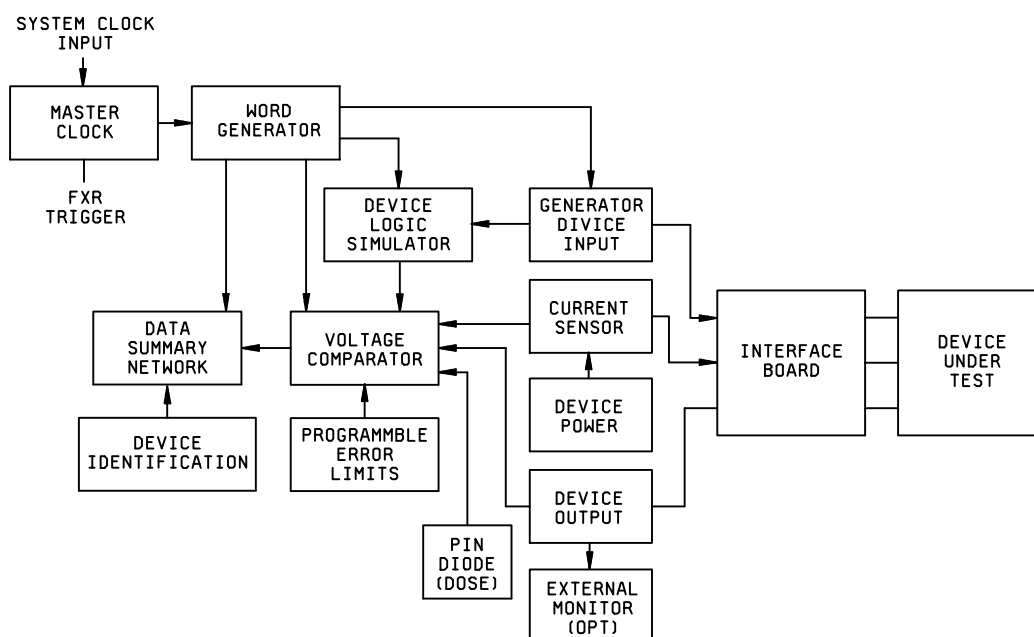 SYSTEM CLOCK
INPUT
MASTER
CLOCK
FXR
TRIGGER
WORD
GENERATOR
DEVICE
LOGIC
SIMULATOR
GENERATOR
DIVICE
INPUT
DATA
SUMMARY
NETWORK
VOLTAGE
COMPARATOR
CURRENT
SENSOR
INTERFACE
BOARD
DEVICE
UNDER
TEST
DEVICE
IDENTIFICATION
PROGRAMMBLE
ERROR
LIMITS
DEVICE
POWER
DEVICE
OUTPUT
PIN
DIODE
(DOSE)
EXTERNAL
MONITOR
(OPT)